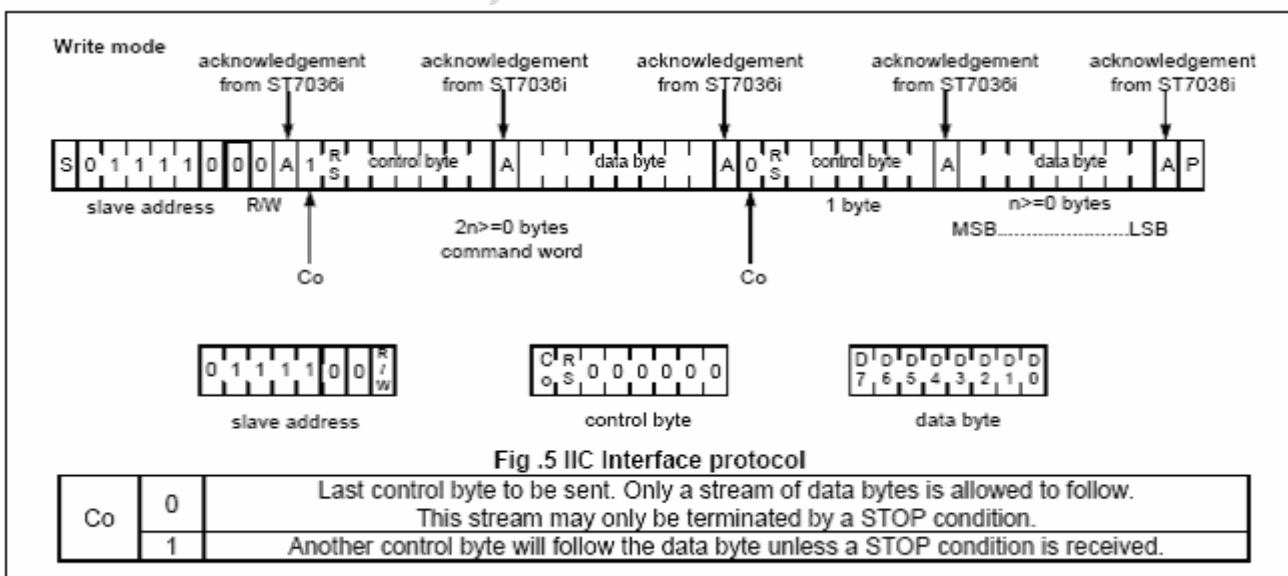 Write mode
acknowledgement acknowledgement acknowledgement acknowledgement acknowledgement
from ST7036i from ST7036i from ST7036i from ST7036i from ST7036i
S 0 1 1 1 1 0 0 0 A 1 RS control byte A data byte A 0 RS control byte A data byte A P
slave address R/W 1 byte n>=0 bytes
2n>=0 bytes MSB..........................LSB
command word
Co Co
0 1 1 1 1 0 0 R/W Co RS 0 0 0 0 0 0 D7 D6 D5 D4 D3 D2 D1 D0
slave address control byte data byte
Fig .5 IIC Interface protocol
Co 0 Last control byte to be sent. Only a stream of data bytes is allowed to follow.
This stream may only be terminated by a STOP condition.
1 Another control byte will follow the data byte unless a STOP condition is received.